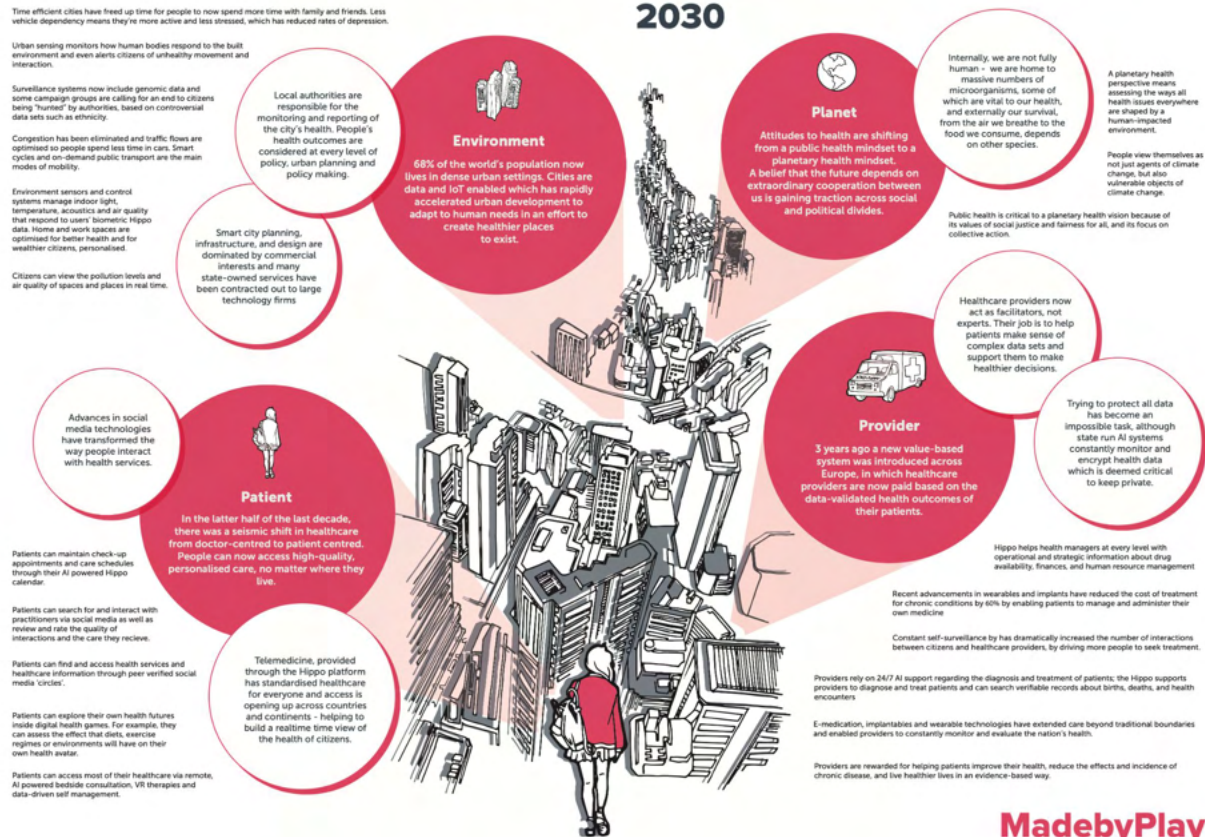 2030
Time efficient cities have freed up time for people to now spend more time with family and friends. Less
vehicle dependency means they're more active and less stressed, which has reduced rates of depression.
Urban sensing monitors how human bodies respond to the built
environment and even alerts citizens of unhealthy movement and
interaction.
Surveillance systems now include genomic data and
some campaign groups are calling for an end to citizens
being "hunted" by authorities, based on controversial
data sets such as ethnicity.
Congestion has been eliminated and traffic flows are
optimised so people spend less time in cars. Smart
cycles and on-demand public transport are the main
modes of mobility.
Environment sensors and control
systems manage indoor light,
temperature, acoustics and air quality
that respond to users' biometric Hippo
data. Home and work spaces are
optimised for better health and for
wealthier citizens, personalised.
Citizens can view the pollution levels and
air quality of spaces and places in real time.
Local authorities are
responsible for the
monitoring and reporting of
the city's health. People's
health outcomes are
considered at every level of
policy, urban planning and
policy making.
Smart city planning,
infrastructure, and design are
dominated by commercial
interests and many
state-owned services have
been contracted out to large
technology firms
Environment
68% of the world's population now
lives in dense urban settings. Cities are
data and IoT enabled which has rapidly
accelerated urban development to
adapt to human needs in an effort to
create healthier places
to exist.
Planet
Attitudes to health are shifting
from a public health mindset to a
planetary health mindset.
A belief that the future depends on
extraordinary cooperation between
us is gaining traction across social
and political divides.
Internally, we are not fully
human - we are home to
massive numbers of
microorganisms, some of
which are vital to our health,
and externally our survival,
from the air we breathe to the
food we consume, depends
on other species.
A planetary health
perspective means
assessing the ways all
health issues everywhere
are shaped by a
human-impacted
environment.
People view themselves as
not just agents of climate
change, but also
vulnerable objects of
climate change.
Public health is critical to a planetary health vision because of
its values of social justice and fairness for all, and its focus on
collective action.
Healthcare providers now
act as facilitators, not
experts. Their job is to help
patients make sense of
complex data sets and
support them to make
healthier decisions.
Provider
3 years ago a new value-based
system was introduced across
Europe, in which healthcare
providers are now paid based on the
data-validated health outcomes of
their patients.
Trying to protect all data
has become an
impossible task, although
state run AI systems
constantly monitor and
encrypt health data
which is deemed critical
to keep private.
Hippo helps health managers at every level with
operational and strategic information about drug
availability, finances, and human resource management
Recent advancements in wearables and implants have reduced the cost of treatment
for chronic conditions by 60% by enabling patients to manage and administer their
own medicine
Constant self-surveillance by has dramatically increased the number of interactions
between citizens and healthcare providers, by driving more people to seek treatment.
Providers rely on 24/7 AI support regarding the diagnosis and treatment of patients; the Hippo supports
providers to diagnose and treat patients and can search verifiable records about births, deaths, and health
encounters
E-medication, implantables and wearable technologies have extended care beyond traditional boundaries
and enabled providers to constantly monitor and evaluate the nation's health.
Providers are rewarded for helping patients improve their health, reduce the effects and incidence of
chronic disease, and live healthier lives in an evidence-based way.
Advances in social
media technologies
have transformed the
way people interact
with health services.
Patient
In the latter half of the last decade,
there was a seismic shift in healthcare
from doctor-centred to patient centred.
People can now access high-quality,
personalised care, no matter where they
live.
Patients can maintain check-up
appointments and care schedules
through their AI powered Hippo
calendar.
Patients can search for and interact with
practitioners via social media as well as
review and rate the quality of
interactions and the care they recieve.
Patients can find and access health services and
healthcare information through peer verified social
media 'circles'.
Patients can explore their own health futures
inside digital health games. For example, they
can assess the effect that diets, exercise
regimes or environments will have on their
own health avatar.
Patients can access most of their healthcare via remote,
AI powered bedside consultation, VR therapies and
data-driven self management.
Telemedicine, provided
through the Hippo platform
has standardised healthcare
for everyone and access is
opening up across countries
and continents - helping to
build a realtime time view of
the health of citizens.
MadebyPlay